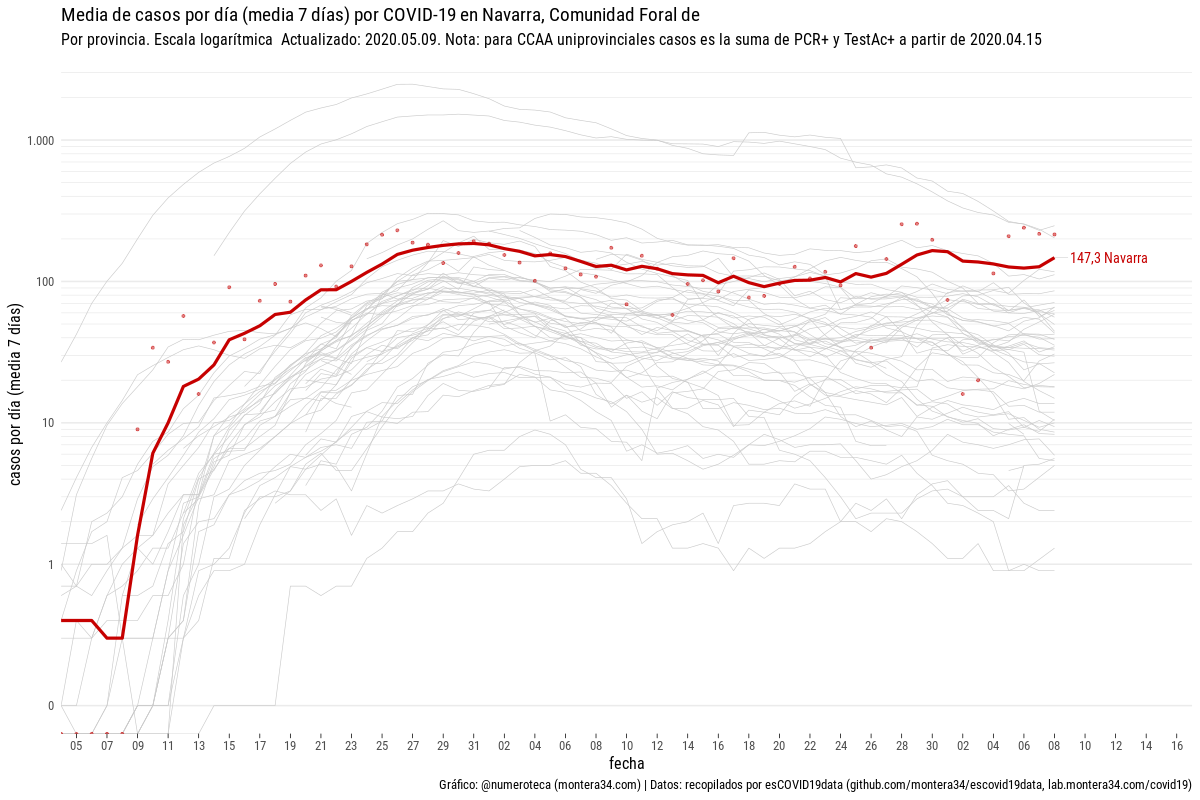 Media de casos por día (media 7 días) por COVID-19 en Navarra, Comunidad Foral de
Por provincia. Escala logarítmica  Actualizado: 2020.05.09. Nota: para CCAA uniprovinciales casos es la suma de PCR+ y TestAc+ a partir de 2020.04.15
casos por día (media 7 días)
1.000
100
10
1
0
147,3 Navarra
05 07 09 11 13 15 17 19 21 23 25 27 29 31 02 04 06 08 10 12 14 16 18 20 22 24 26 28 30 02 04 06 08 10 12 14 16
fecha
Gráfico: @numeroteca (montera34.com) | Datos: recopilados por esCOVID19data (github.com/montera34/escovid19data, lab.montera34.com/covid19)